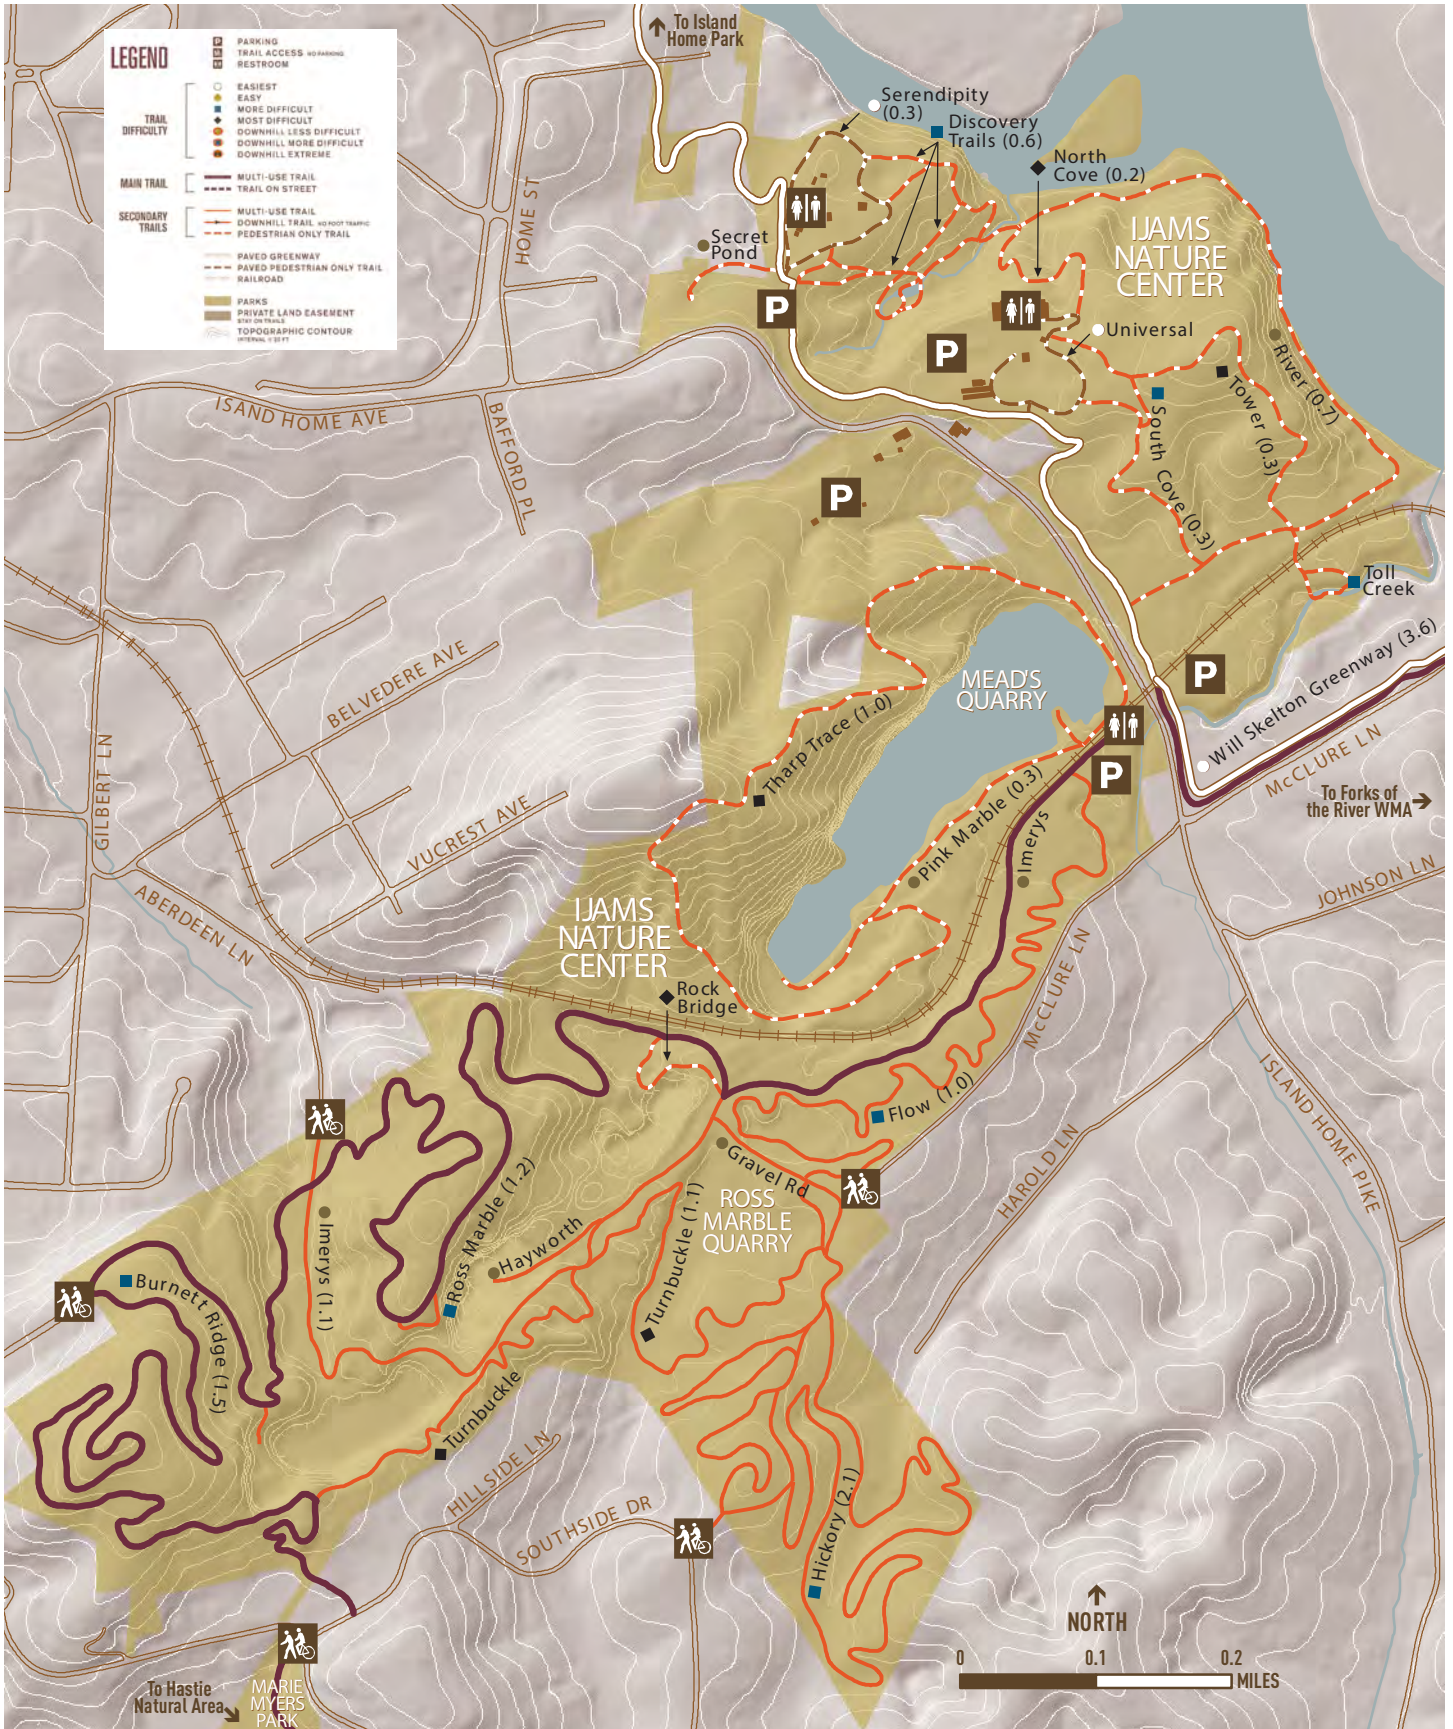 To Island
Home Park
LEGEND
PARKING
TRAIL ACCESS NO PARKING
RESTROOM
TRAIL
DIFFICULTY
EASIEST
EASY
MORE DIFFICULT
MOST DIFFICULT
DOWNHILL LESS DIFFICULT
DOWNHILL MORE DIFFICULT
DOWNHILL EXTREME
MAIN TRAIL
MULTI-USE TRAIL
TRAIL ON STREET
SECONDARY
TRAILS
MULTI-USE TRAIL
DOWNHILL TRAIL NO FOOT TRAFFIC
PEDESTRIAN ONLY TRAIL
PAVED GREENWAY
PAVED PEDESTRIAN ONLY TRAIL
RAILROAD
PARKS
PRIVATE LAND EASEMENT
STAY ON TRAILS
TOPOGRAPHIC CONTOUR
Serendipity
(0.3)
Discovery
Trails (0.6)
North
Cove (0.2)
HOME ST
Secret
Pond
IJAMS
NATURE
CENTER
P
P
Universal
River (0.7)
Tower (0.3)
South Cove (0.3)
ISAND HOME AVE
BAFFORD PL
P
Toll
Creek
P
Will Skelton Greenway (3.6)
McCLURE LN
To Forks of
the River WMA
MEAD'S
QUARRY
BELVEDERE AVE
Tharp Trace (1.0)
P
GILBERT LN
VUCREST AVE
Pink Marble (0.3)
Imerys
JOHNSON LN
ABERDEEN LN
IJAMS
NATURE
CENTER
Rock
Bridge
McCLURE LN
Flow (1.0)
ISLAND HOME PIKE
HAROLD LN
Gravel Rd
ROSS
MARBLE
QUARRY
Ross Marble (1.2)
Hayworth
Turnbuckle (1.1)
Imerys (1.1)
Burnett Ridge (1.5)
Turnbuckle
HILLSIDE LN
SOUTHSIDE DR
Hickory (2.1)
NORTH
0
0.1
0.2
MILES
To Hastie
Natural Area
MARIE
MYERS
PARK